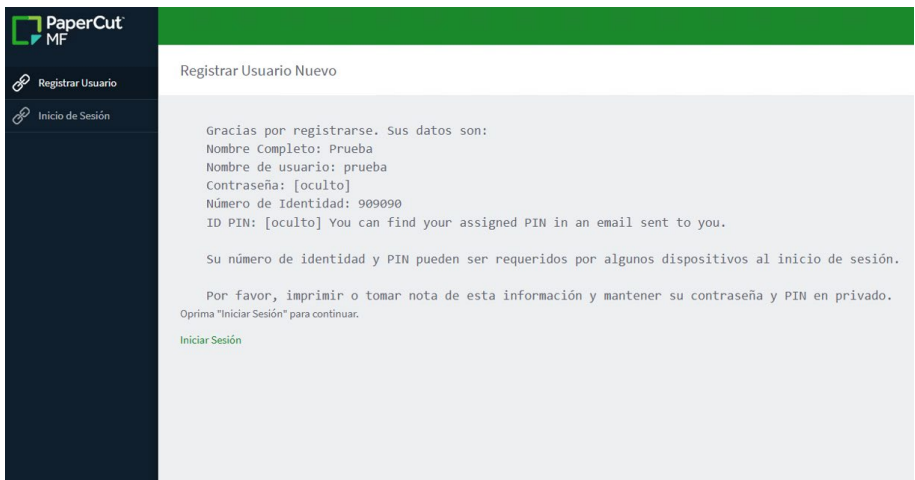 PaperCut
MF
Registrar Usuario
Inicio de Sesión
Registrar Usuario Nuevo
Gracias por registrarse. Sus datos son:
Nombre Completo: Prueba
Nombre de usuario: prueba
Contraseña: [oculto]
Número de Identidad: 909090
ID PIN: [oculto] You can find your assigned PIN in an email sent to you.
Su número de identidad y PIN pueden ser requeridos por algunos dispositivos al inicio de sesión.
Por favor, imprimir o tomar nota de esta información y mantener su contraseña y PIN en privado.
Oprima "Iniciar Sesión" para continuar.
Iniciar Sesión